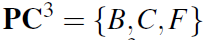 PC³ = {B,C,F}